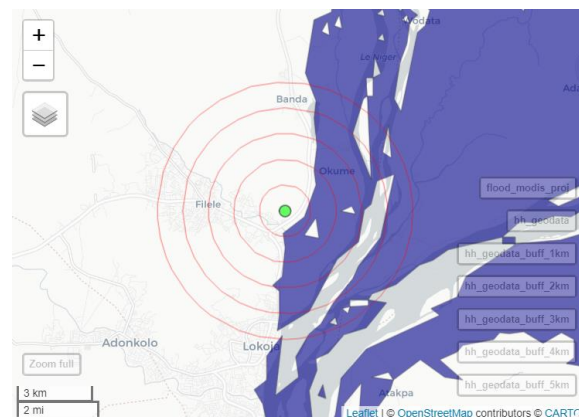 +
−
Ayodata
Le Niger
Banda
Okume
Filele
Adonkolo
Lokoja
Atakpa
flood_modis_proj
hh_geodata
hh_geodata_buff_1km
hh_geodata_buff_2km
hh_geodata_buff_3km
hh_geodata_buff_4km
hh_geodata_buff_5km
Zoom full
3 km
2 mi
Leaflet | © OpenStreetMap contributors © CARTO